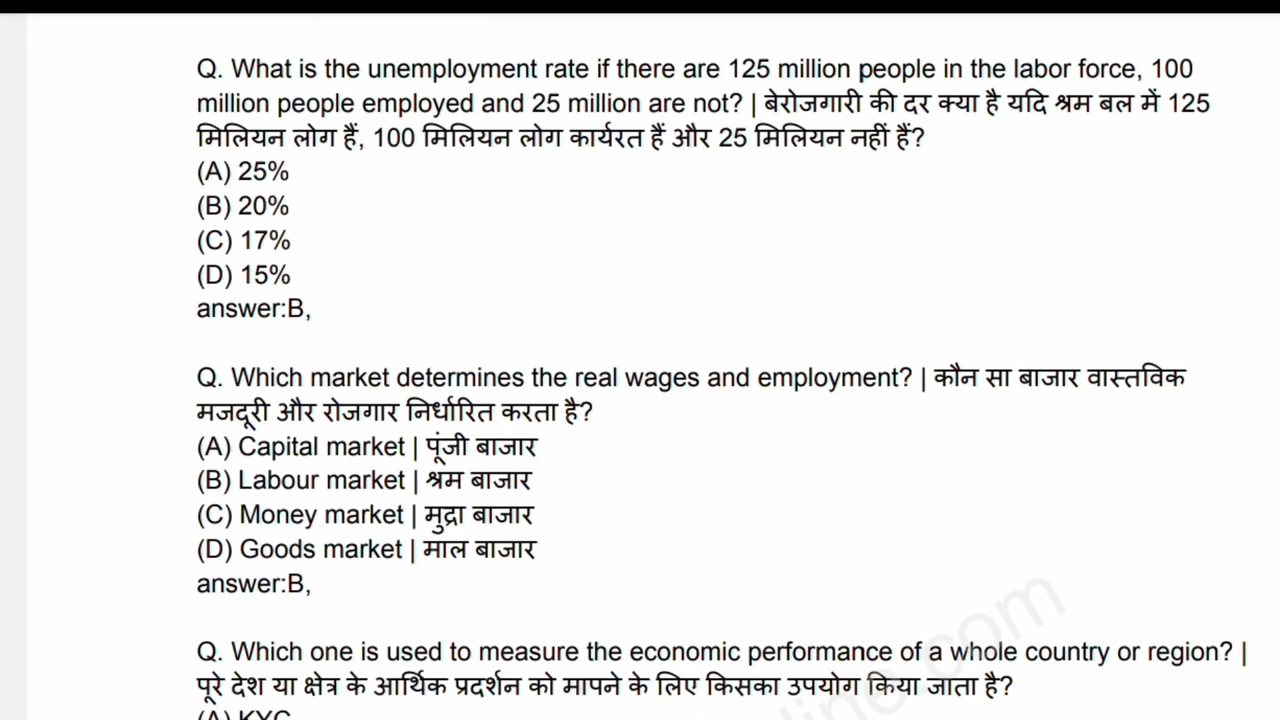 Q. What is the unemployment rate if there are 125 million people in the labor force, 100
million people employed and 25 million are not? | बेरोजगारी की दर क्या है यदि श्रम बल में 125
मिलियन लोग हैं, 100 मिलियन लोग कार्यरत हैं और 25 मिलियन नहीं हैं?
(A) 25%
(B) 20%
(C) 17%
(D) 15%
answer:B,
Q. Which market determines the real wages and employment? | कौन सा बाजार वास्तविक
मजदूरी और रोजगार निर्धारित करता है?
(A) Capital market | पूंजी बाजार
(B) Labour market | श्रम बाजार
(C) Money market | मुद्रा बाजार
(D) Goods market | माल बाजार
answer:B,
Q. Which one is used to measure the economic performance of a whole country or region? |
पूरे देश या क्षेत्र के आर्थिक प्रदर्शन को मापने के लिए किसका उपयोग किया जाता है?
(A) KYC